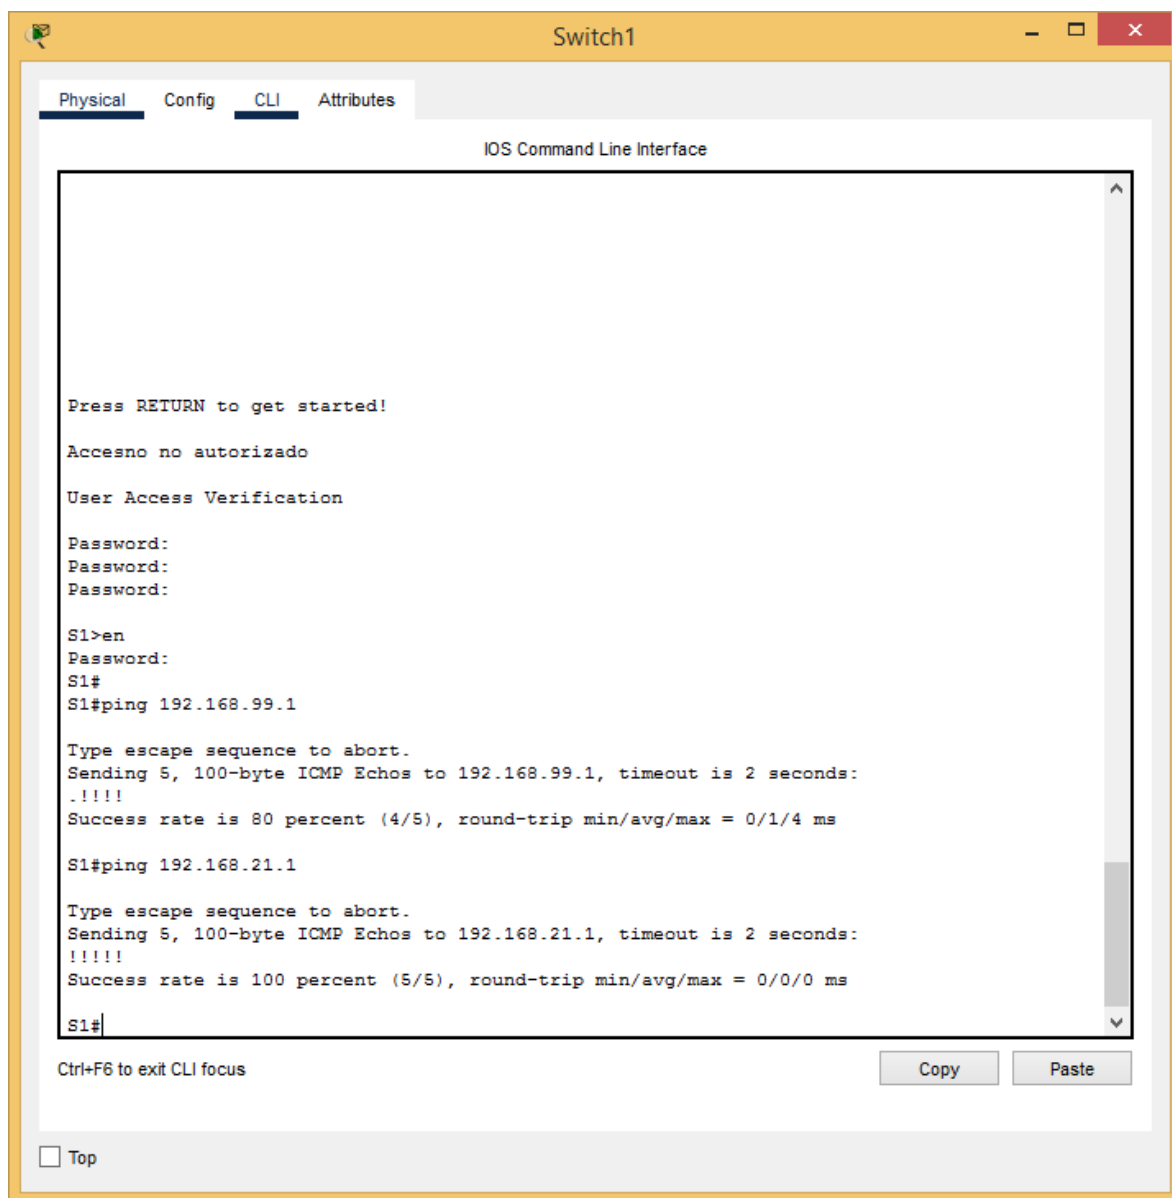 Switch1
Physical Config CLI Attributes
IOS Command Line Interface
Press RETURN to get started!
Accesno no autorizado
User Access Verification
Password:
Password:
Password:
S1>en
Password:
S1#
S1#ping 192.168.99.1
Type escape sequence to abort.
Sending 5, 100-byte ICMP Echos to 192.168.99.1, timeout is 2 seconds:
.!!!!
Success rate is 80 percent (4/5), round-trip min/avg/max = 0/1/4 ms
S1#ping 192.168.21.1
Type escape sequence to abort.
Sending 5, 100-byte ICMP Echos to 192.168.21.1, timeout is 2 seconds:
!!!!!
Success rate is 100 percent (5/5), round-trip min/avg/max = 0/0/0 ms
S1#
Ctrl+F6 to exit CLI focus
Copy Paste
Top